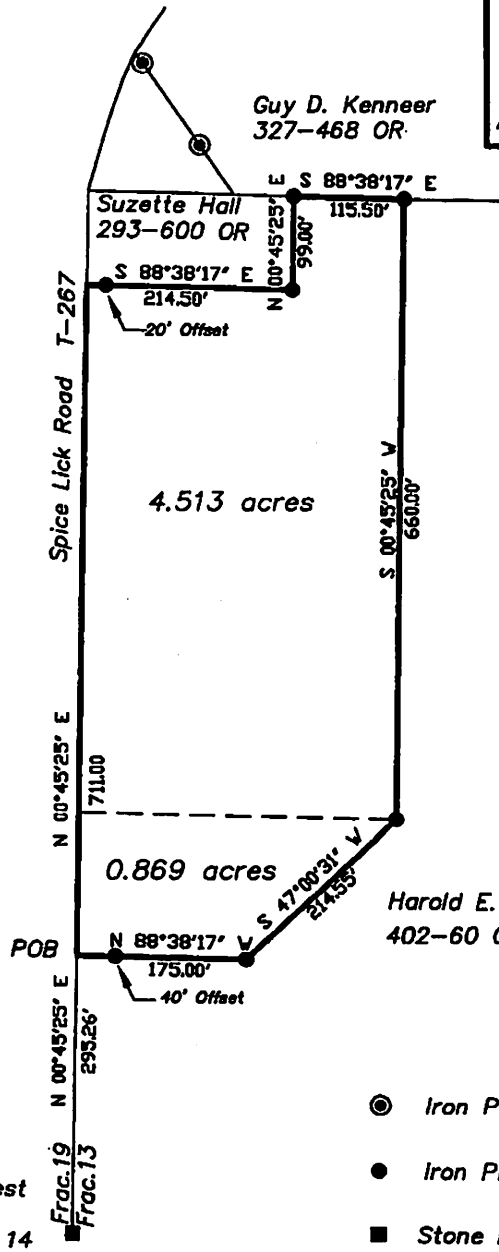 Guy D. Kenneer
327-468 OR
S 88°38'17" E
115.50'
Suzette Hall
293-600 OR
N 00°45'25" E
99.00'
S 88°38'17" E
214.50'
20' Offset
Spice Lick Road T-267
4.513 acres
S 00°45'25" W
660.00'
N 00°45'25" E
711.00
0.869 acres
S 47°00'31" W
214.55'
Harold E.
402-60
POB
N 88°38'17" W
175.00'
40' Offset
N 00°45'25" E
295.26'
Iron P
Iron P
Frac.19
Frac.13
est
14
Stone